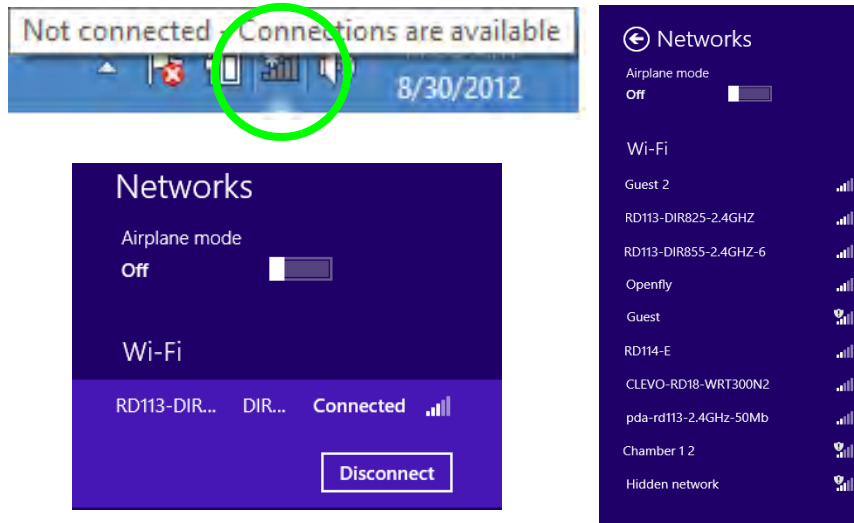 Not connected - Connections are available
8/30/2012
Networks
Airplane mode
Off
Wi-Fi
RD113-DIR... DIR... Connected
Disconnect
Networks
Airplane mode
Off
Wi-Fi
Guest 2
RD113-DIR825-2.4GHZ
RD113-DIR855-2.4GHZ-6
Openfly
Guest
RD114-E
CLEVO-RD18-WRT300N2
pda-rd113-2.4GHz-50Mb
Chamber 1 2
Hidden network